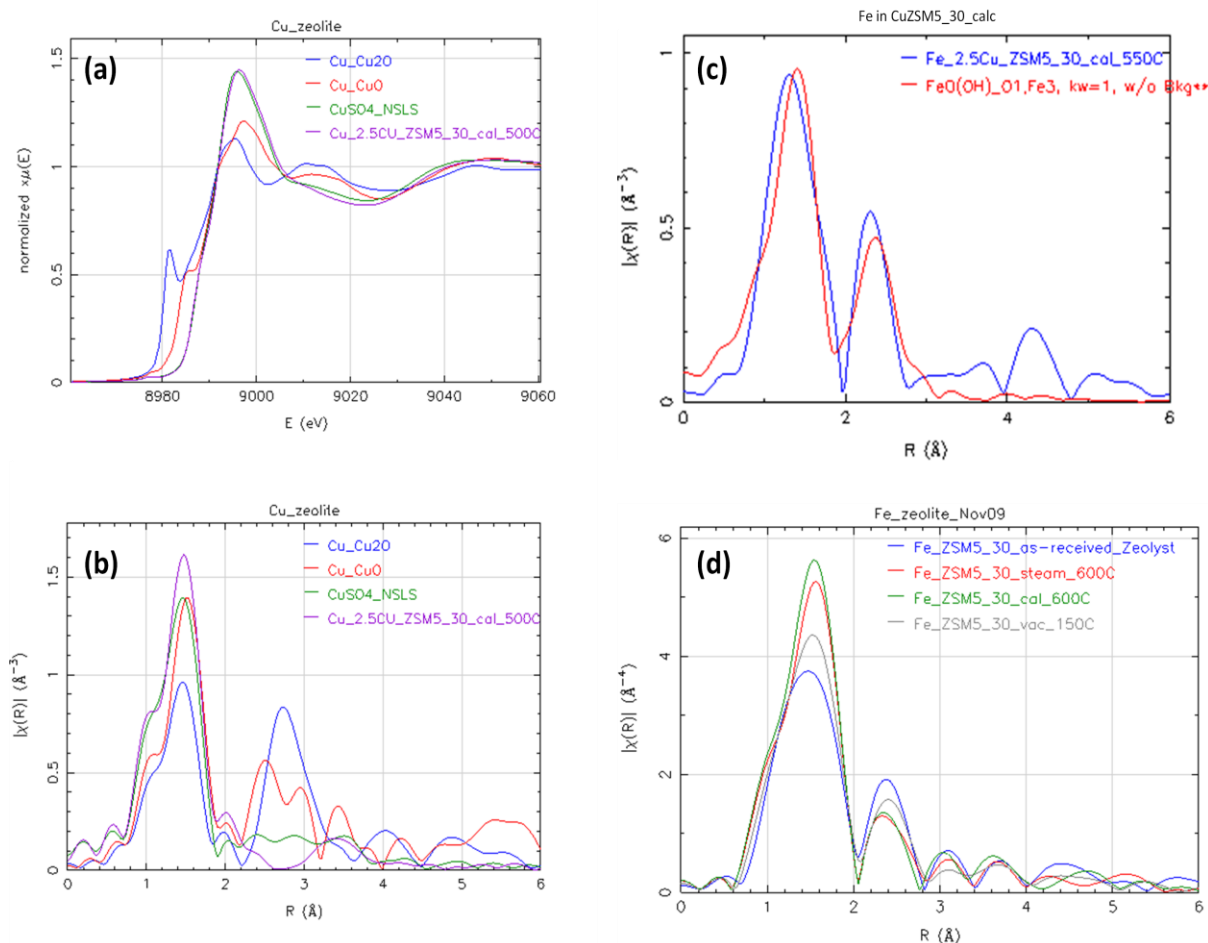 Cu_zeolite
(a)
Cu_Cu2O
Cu_CuO
CuSO4_NSLS
Cu_2.5CU_ZSM5_30_cal_500C
normalized xμ(E)
1.5
1
0.5
0
8980 9000 9020 9040 9060
E (eV)
Fe in CuZSM5_30_calc
(c)
Fe_2.5Cu_ZSM5_30_cal_550C
FeO(OH)_O1,Fe3, kw=1, w/o Bkg**
|χ(R)| (Å⁻³)
1
0.5
0
0 2 4 6
R (Å)
Cu_zeolite
(b)
Cu_Cu2O
Cu_CuO
CuSO4_NSLS
Cu_2.5CU_ZSM5_30_cal_500C
|χ(R)| (Å⁻³)
1.5
1
0.5
0
0 1 2 3 4 5 6
R (Å)
Fe_zeolite_Nov09
(d)
Fe_ZSM5_30_as-received_Zeolyst
Fe_ZSM5_30_steam_600C
Fe_ZSM5_30_cal_600C
Fe_ZSM5_30_vac_150C
|χ(R)| (Å⁻⁴)
6
4
2
0
0 1 2 3 4 5 6
R (Å)